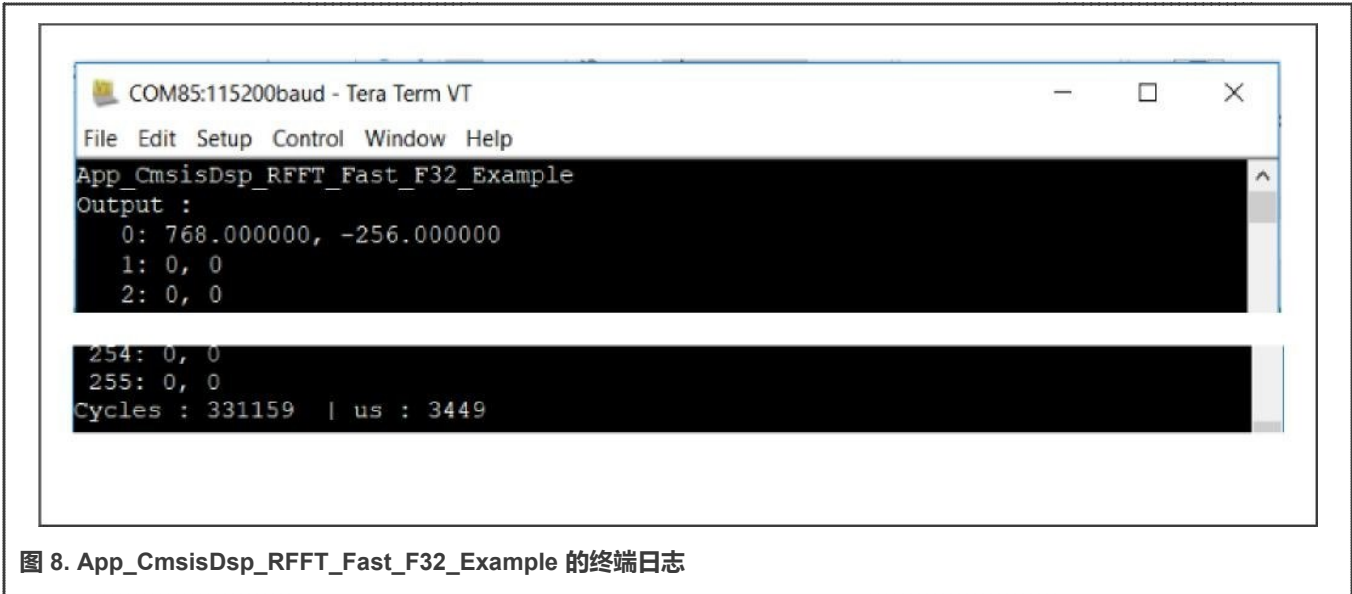 COM85:115200baud - Tera Term VT
File Edit Setup Control Window Help
App_CmsisDsp_RFFT_Fast_F32_Example
Output :
0: 768.000000, -256.000000
1: 0, 0
2: 0, 0
254: 0, 0
255: 0, 0
Cycles : 331159 | us : 3449
图 8. App_CmsisDsp_RFFT_Fast_F32_Example 的终端日志